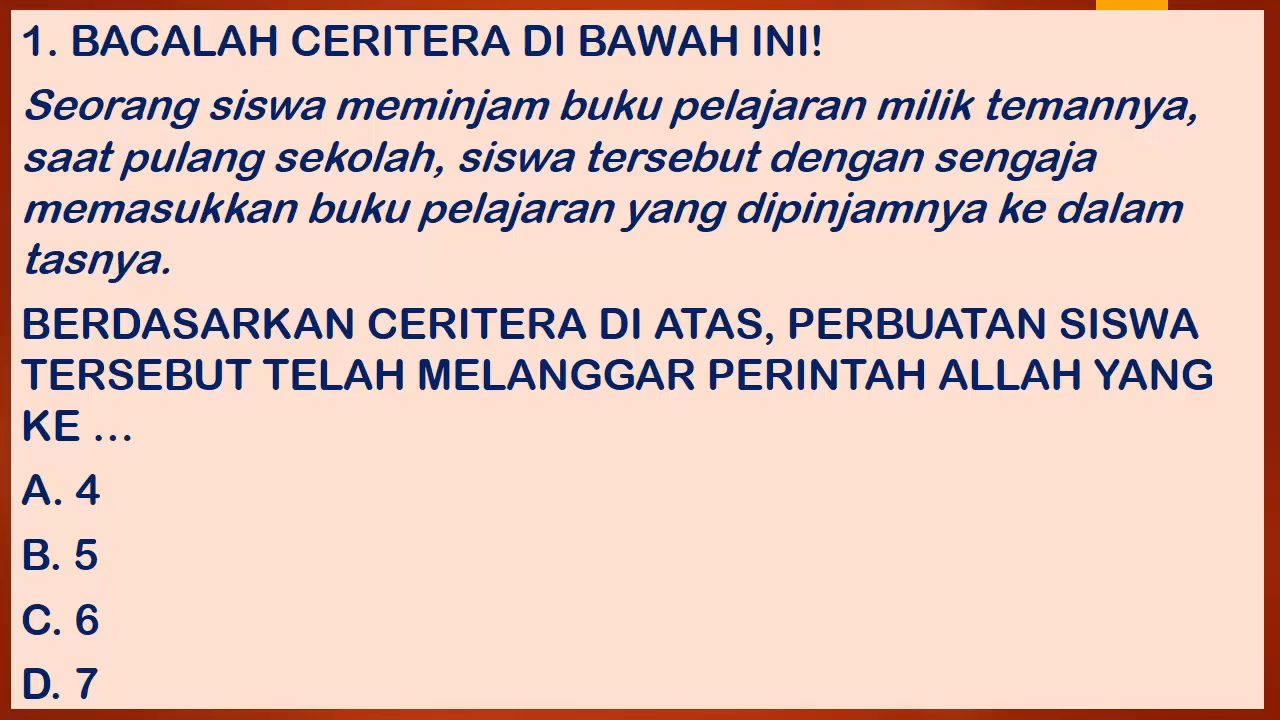 1. BACALAH CERITERA DI BAWAH INI!
Seorang siswa meminjam buku pelajaran milik temannya,
saat pulang sekolah, siswa tersebut dengan sengaja
memasukkan buku pelajaran yang dipinjamnya ke dalam
tasnya.
BERDASARKAN CERITERA DI ATAS, PERBUATAN SISWA
TERSEBUT TELAH MELANGGAR PERINTAH ALLAH YANG
KE ...
A. 4
B. 5
C. 6
D. 7